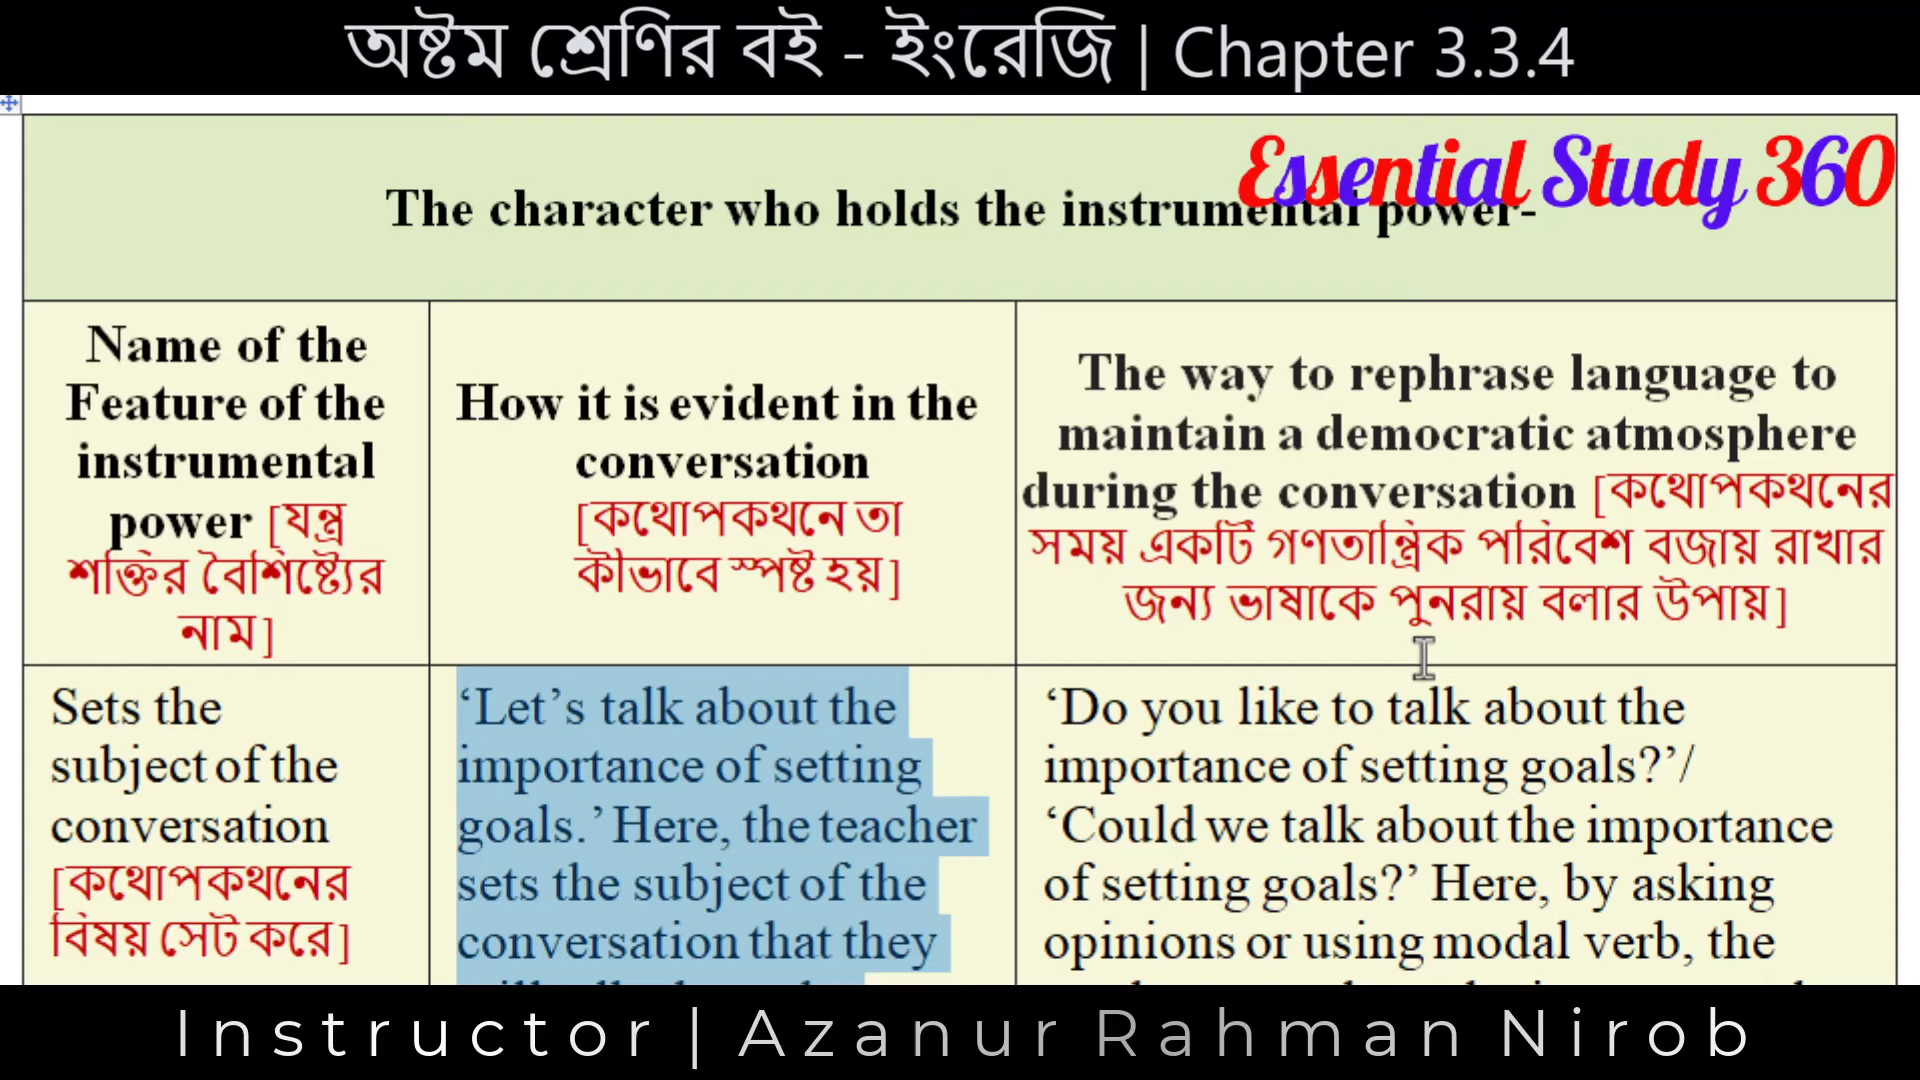 অষ্টম শ্রেণির বই - ইংরেজি | Chapter 3.3.4
Essential Study 360
The character who holds the instrumental power-
Name of the
Feature of the
instrumental
power [যন্ত্র
শক্তির বৈশিষ্ট্যের
নাম]
How it is evident in the
conversation
[কথোপকথনে তা
কীভাবে স্পষ্ট হয়]
The way to rephrase language to
maintain a democratic atmosphere
during the conversation [কথোপকথনের
সময় একটি গণতান্ত্রিক পরিবেশ বজায় রাখার
জন্য ভাষাকে পুনরায় বলার উপায়]
Sets the
subject of the
conversation
[কথোপকথনের
বিষয় সেট করে]
‘Let’s talk about the
importance of setting
goals.’ Here, the teacher
sets the subject of the
conversation that they
‘Do you like to talk about the
importance of setting goals?’/
‘Could we talk about the importance
of setting goals?’ Here, by asking
opinions or using modal verb, the
Instructor | Azanur Rahman Nirob